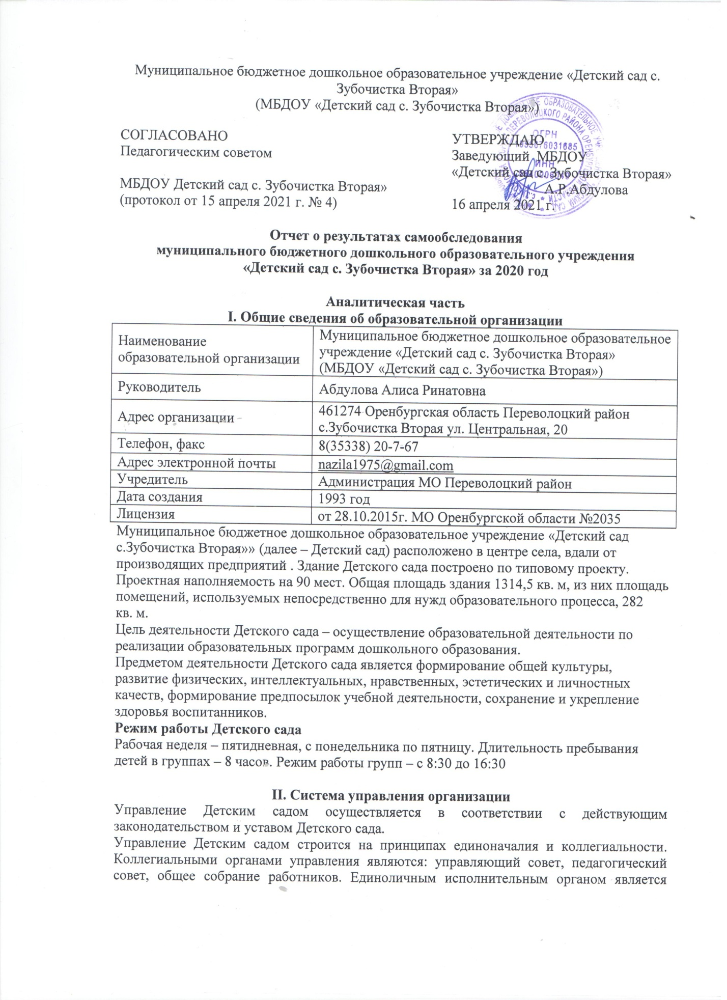 Муниципальное бюджетное дошкольное образовательное учреждение «Детский сад с.
Зубочистка Вторая»
(МБДОУ «Детский сад с. Зубочистка Вторая»)
СОГЛАСОВАНО
Педагогическим советом
МБДОУ Детский сад с. Зубочистка Вторая»
(протокол от 15 апреля 2021 г. № 4)
УТВЕРЖДАЮ
Заведующий МБДОУ
«Детский сад с. Зубочистка Вторая»
А.Р.Абдулова
16 апреля 2021 г.
ОБРАЗОВАТЕЛЬНОЕ
ПЕРЕВОЛОЦКОГО РАЙОНА
ОГРН
ИНН
Отчет о результатах самообследования
муниципального бюджетного дошкольного образовательного учреждения
«Детский сад с. Зубочистка Вторая» за 2020 год
Аналитическая часть
I. Общие сведения об образовательной организации
Наименование
образовательной организации
Муниципальное бюджетное дошкольное образовательное
учреждение «Детский сад с. Зубочистка Вторая»
(МБДОУ «Детский сад с. Зубочистка Вторая»)
Руководитель
Абдулова Алиса Ринатовна
Адрес организации
461274 Оренбургская область Переволоцкий район
с.Зубочистка Вторая ул. Центральная, 20
Телефон, факс
8(35338) 20-7-67
Адрес электронной почты
nazila1975@gmail.com
Учредитель
Администрация МО Переволоцкий район
Дата создания
1993 год
Лицензия
от 28.10.2015г. МО Оренбургской области №2035
Муниципальное бюджетное дошкольное образовательное учреждение «Детский сад
с.Зубочистка Вторая»» (далее – Детский сад) расположено в центре села, вдали от
производящих предприятий . Здание Детского сада построено по типовому проекту.
Проектная наполняемость на 90 мест. Общая площадь здания 1314,5 кв. м, из них площадь
помещений, используемых непосредственно для нужд образовательного процесса, 282
кв. м.
Цель деятельности Детского сада – осуществление образовательной деятельности по
реализации образовательных программ дошкольного образования.
Предметом деятельности Детского сада является формирование общей культуры,
развитие физических, интеллектуальных, нравственных, эстетических и личностных
качеств, формирование предпосылок учебной деятельности, сохранение и укрепление
здоровья воспитанников.
Режим работы Детского сада
Рабочая неделя – пятидневная, с понедельника по пятницу. Длительность пребывания
детей в группах – 8 часов. Режим работы групп – с 8:30 до 16:30
II. Система управления организации
Управление Детским садом осуществляется в соответствии с действующим
законодательством и уставом Детского сада.
Управление Детским садом строится на принципах единоначалия и коллегиальности.
Коллегиальными органами управления являются: управляющий совет, педагогический
совет, общее собрание работников. Единоличным исполнительным органом является